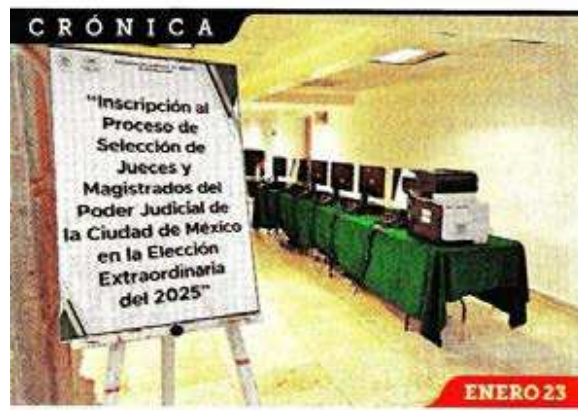 CRÓNICA
"Inscripción al
Proceso de
Selección de
Jueces y
Magistrados del
Poder Judicial de
la Ciudad de México
en la Elección
Extraordinaria
del 2025"
ENERO 23